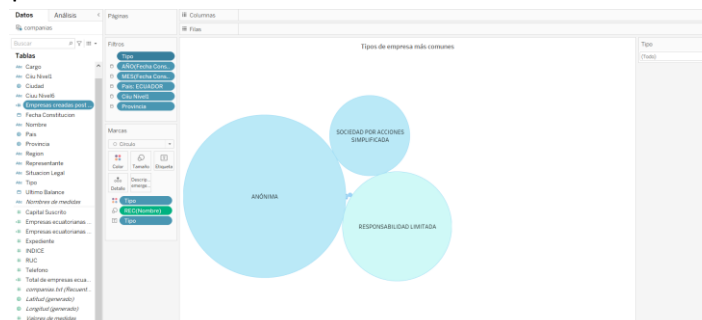 Datos Análisis
companias
Buscar
Tablas
Cargo
Ciiu Nivel1
Ciudad
Ciuu Nivel6
Empresas creadas post ...
Fecha Constitucion
Nombre
Pais
Provincia
Region
Representante
Situacion Legal
Tipo
Ultimo Balance
Nombres de medidas
Capital Suscrito
Empresas ecuatorianas ...
Empresas ecuatorianas ...
Expediente
INDICE
RUC
Telefono
Total de empresas ecua...
companias.txt (Recuent...
Latitud (generado)
Longitud (generado)
Valores de medidas
Páginas
Filtros
Tipo
AÑO(Fecha Cons..
MES(Fecha Cons..
Pais: ECUADOR
Ciiu Nivel1
Provincia
Marcas
Círculo
Color Tamaño Etiqueta
Detalle Descrip... emerge..
Tipo
REC(Nombre)
Tipo
Columnas
Filas
Tipos de empresa más comunes
SOCIEDAD POR ACCIONES
SIMPLIFICADA
ANÓNIMA
RESPONSABILIDAD LIMITADA
Tipo
(Todo)